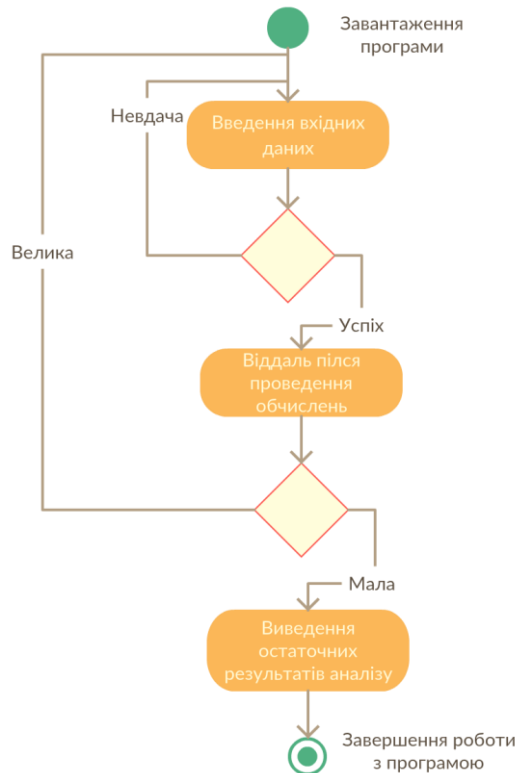 Завантаження
програми
Невдача
Введення вхідних
даних
Велика
Успіх
Віддаль пілся
проведення
обчислень
Мала
Виведення
остаточних
результатів аналізу
Завершення роботи
з програмою